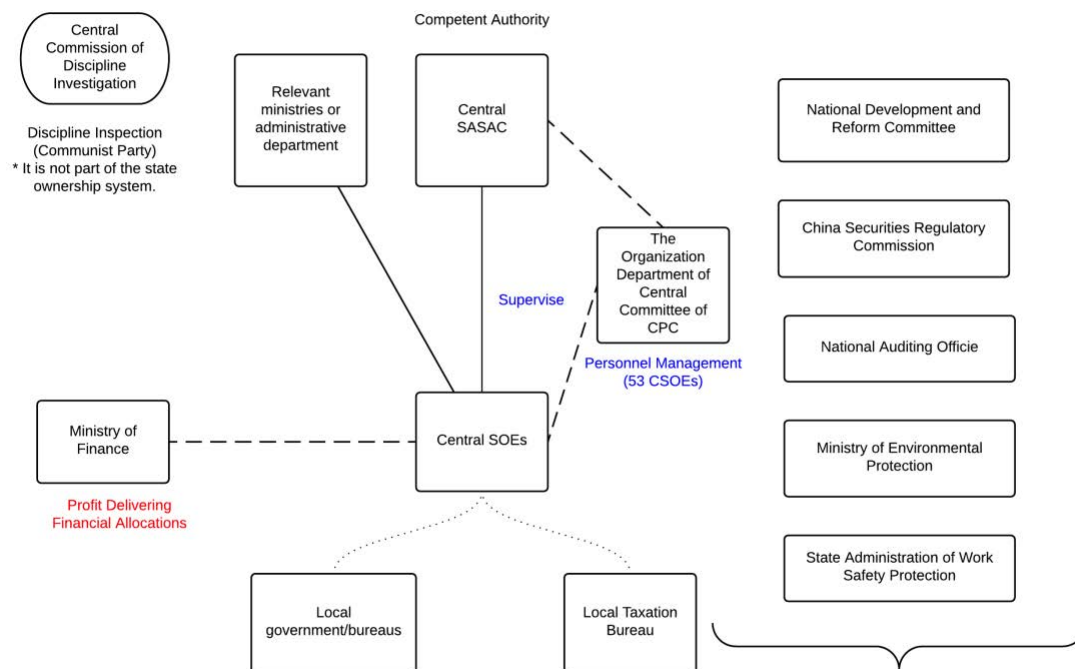 Competent Authority
Central
Commission of
Discipline
Investigation
Discipline Inspection
(Communist Party)
* It is not part of the state
ownership system.
Relevant
ministries or
administrative
department
Central
SASAC
The
Organization
Department of
Central
Committee of
CPC
Supervise
Personnel Management
(53 CSOEs)
National Development and
Reform Committee
China Securities Regulatory
Commission
National Auditing Officie
Ministry of Environmental
Protection
State Administration of Work
Safety Protection
Ministry of
Finance
Profit Delivering
Financial Allocations
Central SOEs
Local
government/bureaus
Local Taxation
Bureau